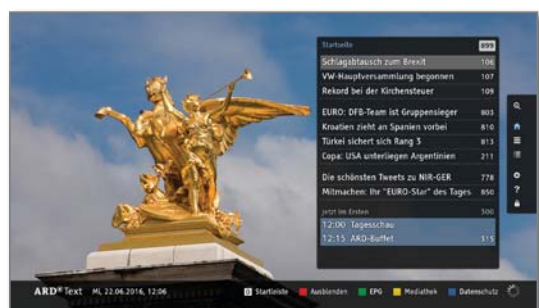 Startseite 899
Schlagabtausch zum Brexit 106
VW-Hauptversammlung begonnen 107
Rekord bei der Kirchensteuer 109
EURO: DFB-Team ist Gruppensieger 803
Kroatien zieht an Spanien vorbei 810
Türkei sichert sich Rang 3 813
Copa: USA unterliegen Argentinien 211
Die schönsten Tweets zu NIR-GER 778
Mitmachen: Ihr "EURO-Star" des Tages 850
Jetzt im Ersten 300
12:00 Tagesschau
12:15 ARD-Buffet 515
ARD Text Mi, 22.06.2016, 12:06 0 Startleiste Ausblenden EPG Mediathek Datenschutz